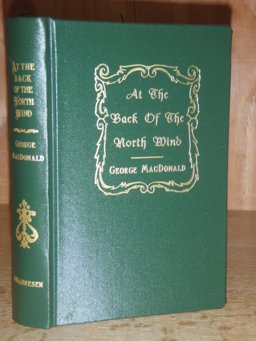 At The
Back Of The
North Wind
George MacDonald
At The
Back
of the
North
Wind
George
MacDonald
Johannesen